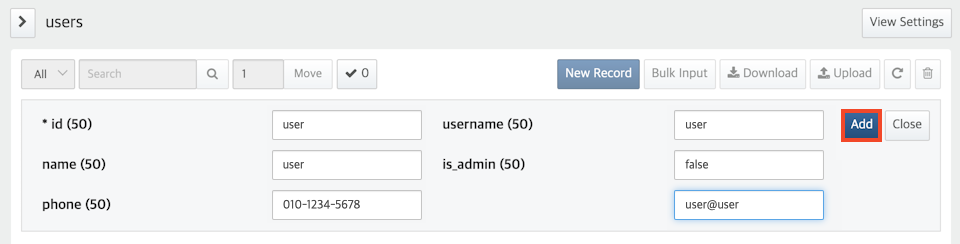 users View Settings
All Search 1 Move 0 New Record Bulk Input Download Upload
* id (50) user username (50) user Add Close
name (50) user is_admin (50) false
phone (50) 010-1234-5678 user@user